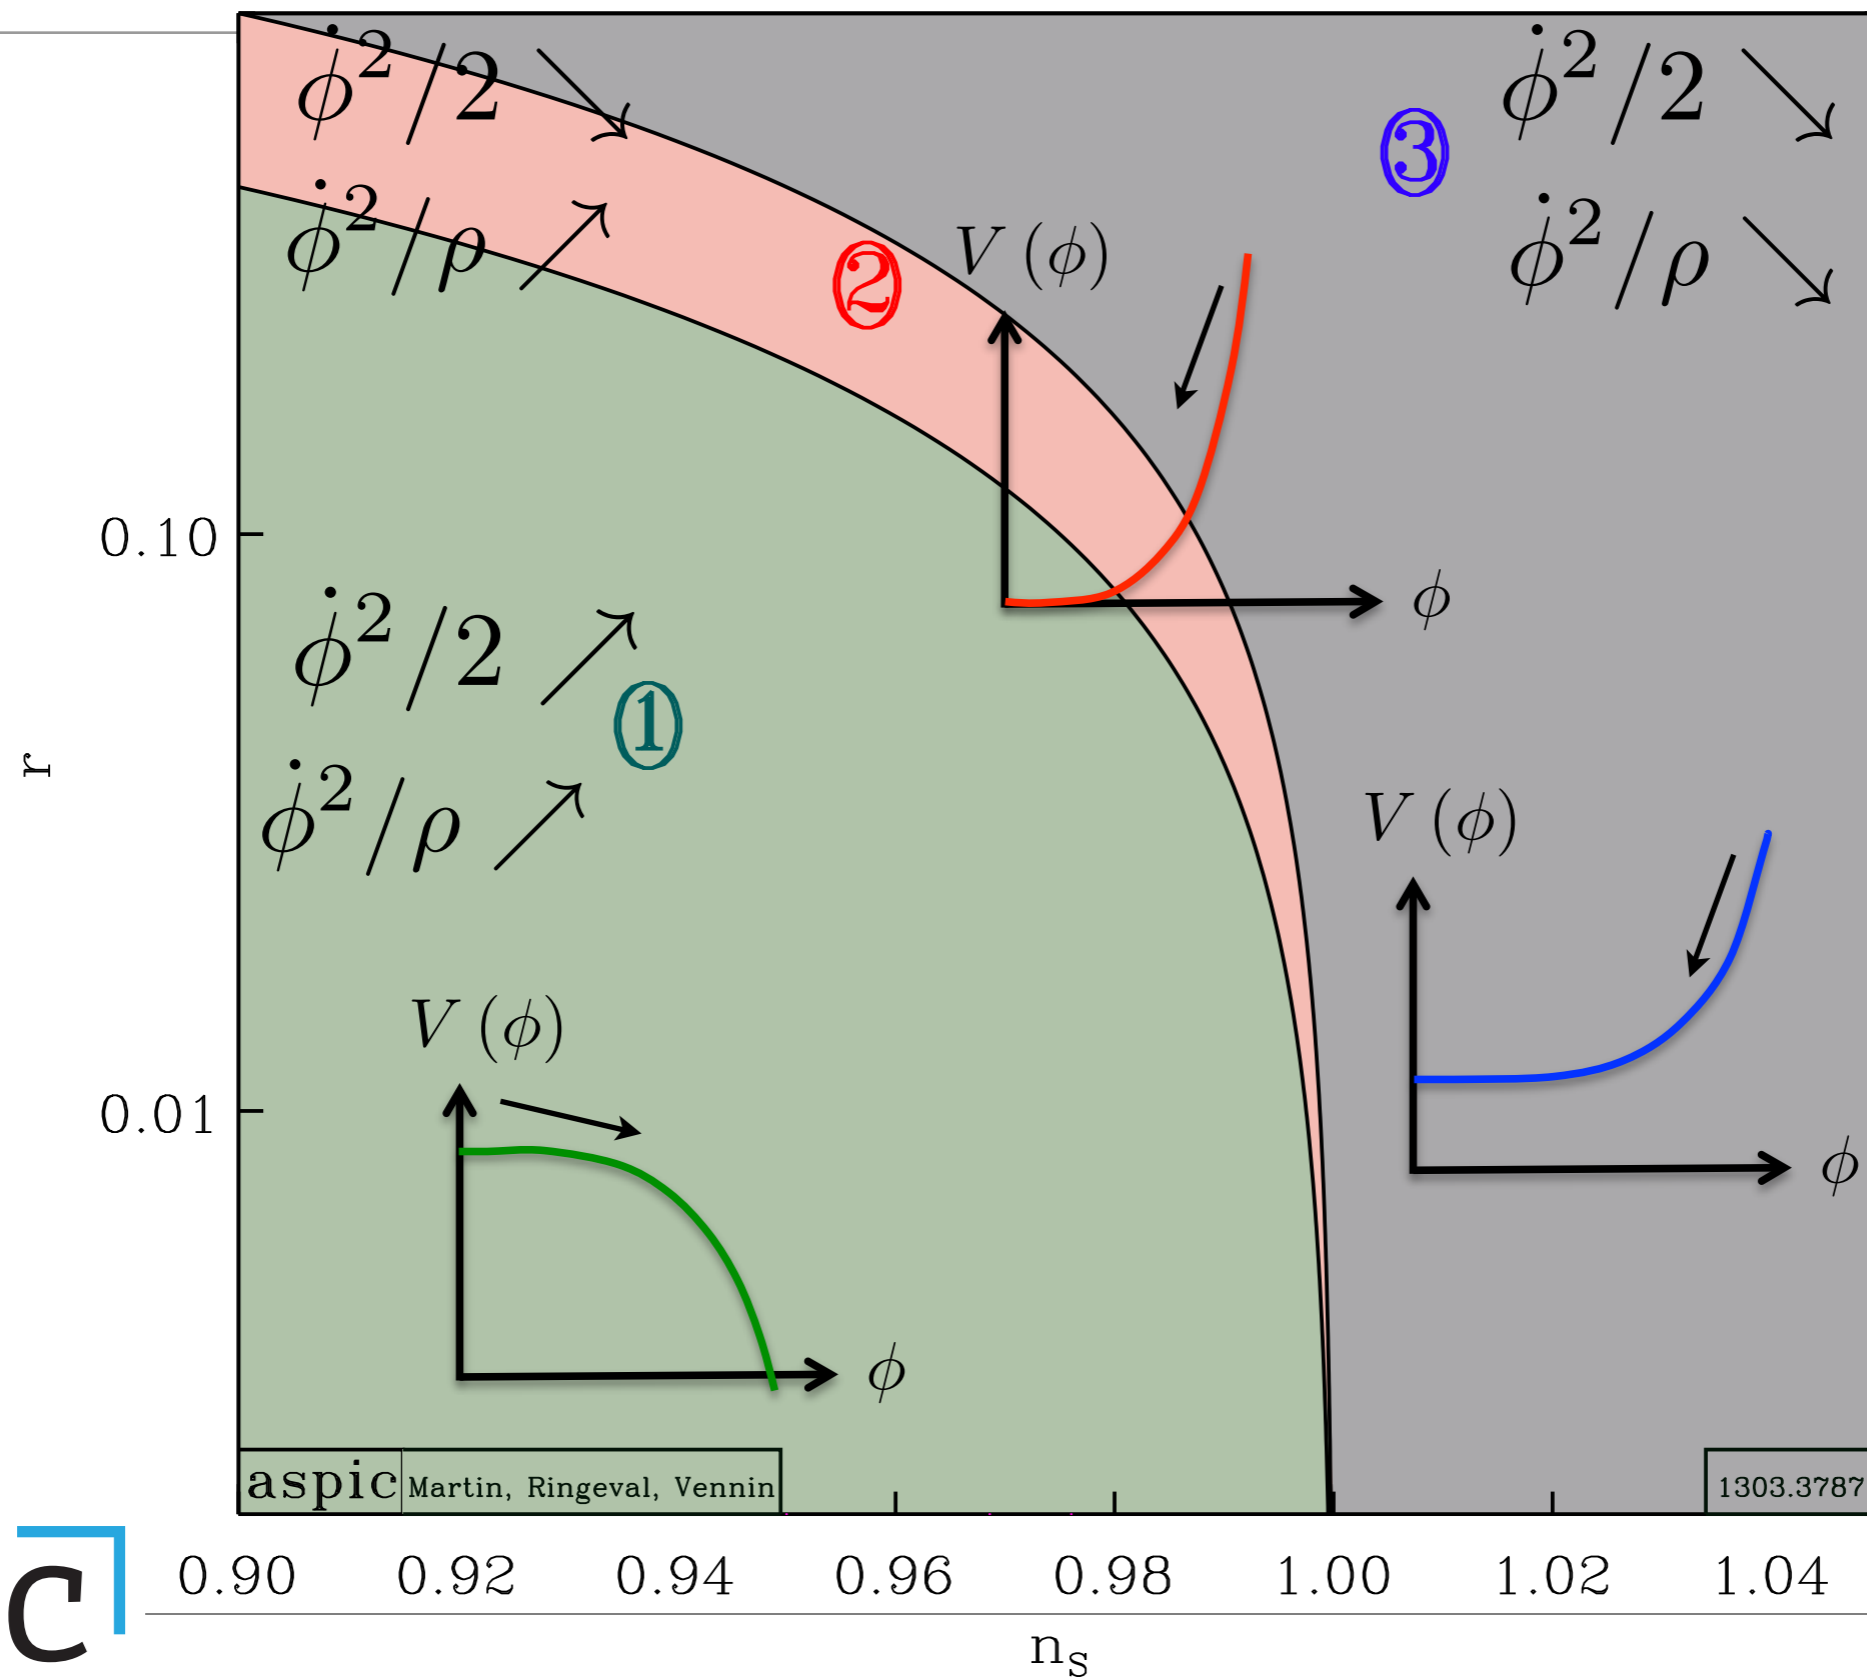 ϕ̇²/2 ↘
ϕ̇²/ρ ↗
②
V (ϕ)
ϕ
③
ϕ̇²/2 ↘
ϕ̇²/ρ ↘
0.10
ϕ̇²/2 ↗
①
ϕ̇²/ρ ↗
r
V (ϕ)
ϕ
0.01
V (ϕ)
ϕ
aspic Martin, Ringeval, Vennin
1303.3787
0.90 0.92 0.94 0.96 0.98 1.00 1.02 1.04
n_S
C